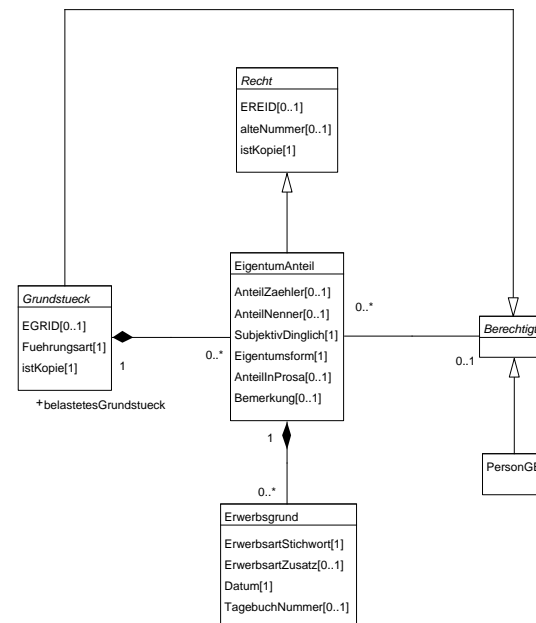 Recht
EREID[0..1]
alteNummer[0..1]
istKopie[1]
EigentumAnteil
AnteilZaehler[0..1]
AnteilNenner[0..1]
SubjektivDinglich[1]
Eigentumsform[1]
AnteilInProsa[0..1]
Bemerkung[0..1]
Grundstueck
EGRID[0..1]
Fuehrungsart[1]
istKopie[1]
1
0..*
+belastetesGrundstueck
0..*
0..1
Berechtigt
PersonGB
1
0..*
Erwerbsgrund
ErwerbsartStichwort[1]
ErwerbsartZusatz[0..1]
Datum[1]
TagebuchNummer[0..1]